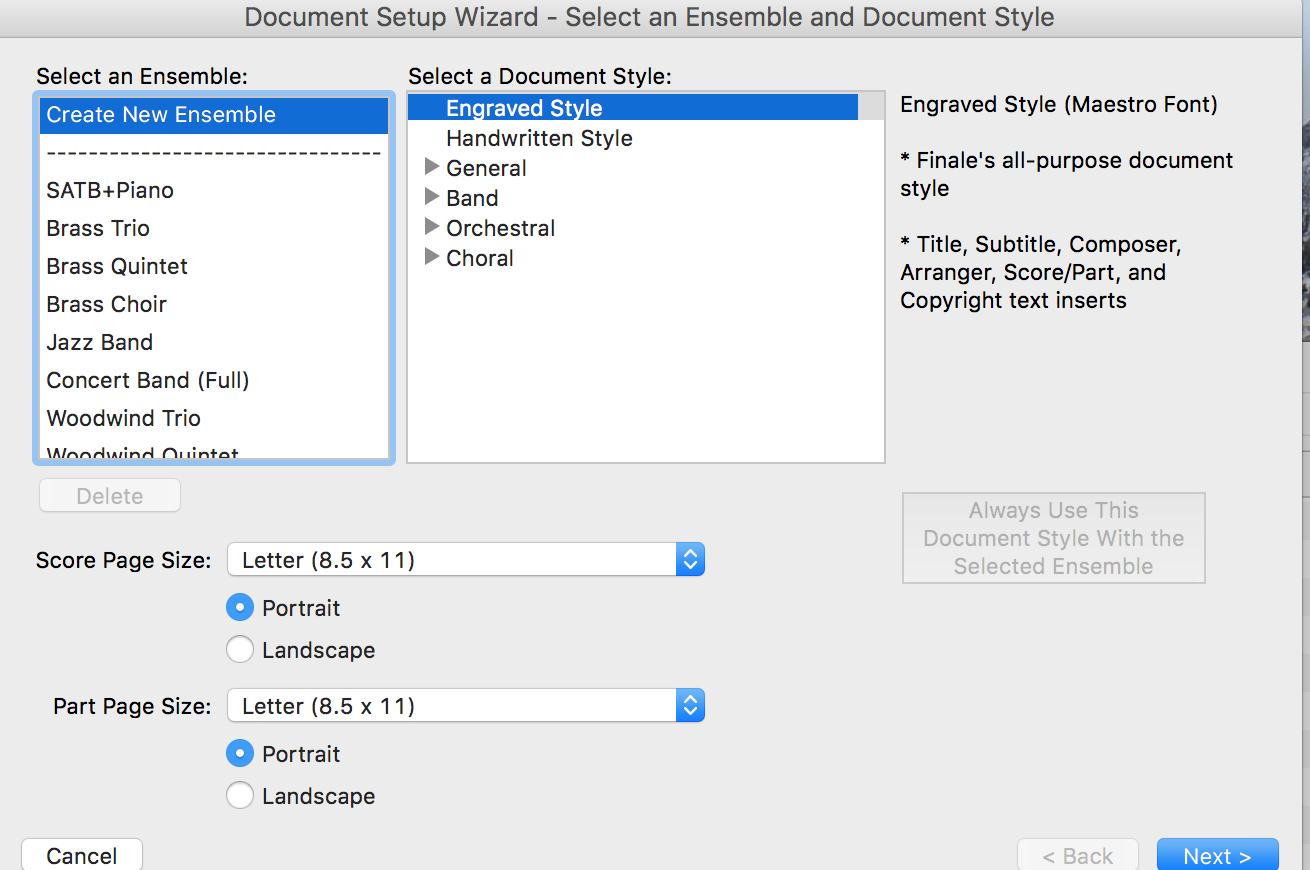 Document Setup Wizard - Select an Ensemble and Document Style
Select an Ensemble:
Create New Ensemble
--------------------------------
SATB+Piano
Brass Trio
Brass Quintet
Brass Choir
Jazz Band
Concert Band (Full)
Woodwind Trio
Woodwind Quintet
Delete
Select a Document Style:
Engraved Style
Handwritten Style
General
Band
Orchestral
Choral
Engraved Style (Maestro Font)
* Finale's all-purpose document
style
* Title, Subtitle, Composer,
Arranger, Score/Part, and
Copyright text inserts
Always Use This
Document Style With the
Selected Ensemble
Score Page Size:
Letter (8.5 x 11)
Portrait
Landscape
Part Page Size:
Letter (8.5 x 11)
Portrait
Landscape
Cancel
< Back
Next >